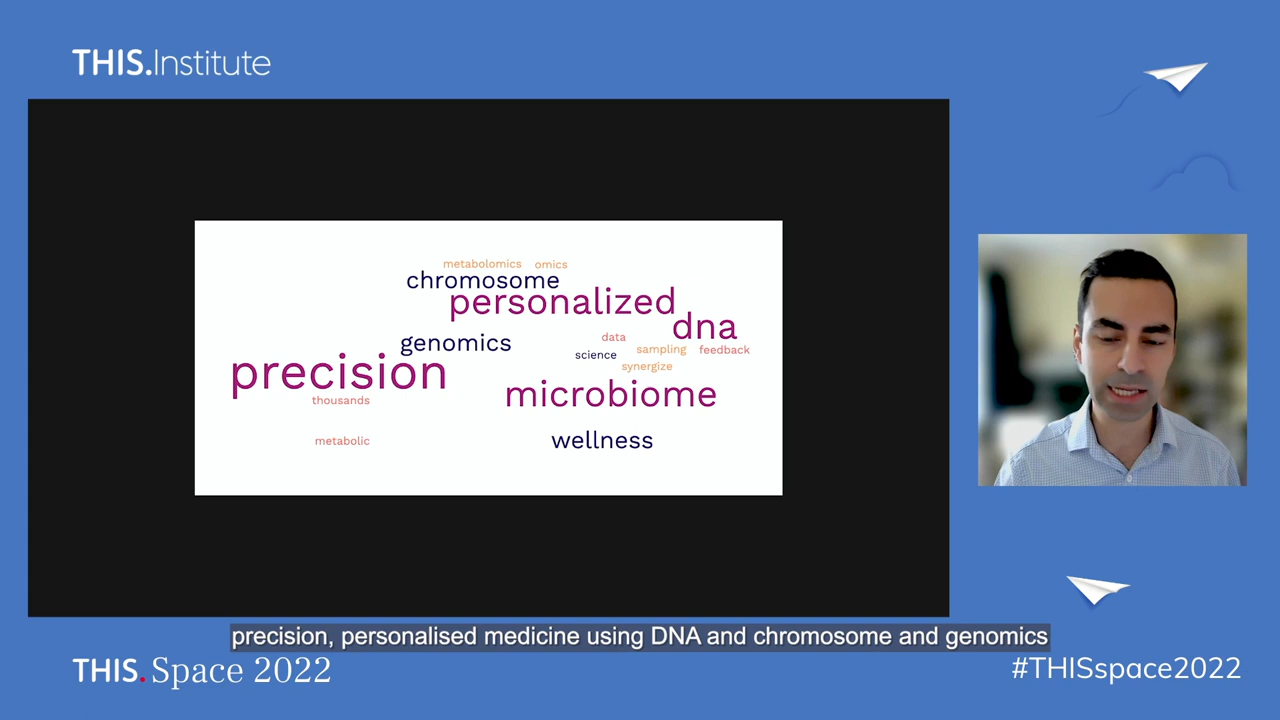 THIS.Institute
metabolomics omics
chromosome
personalized
dna
genomics
data
science
sampling
feedback
synergize
precision
microbiome
thousands
metabolic
wellness
precision, personalised medicine using DNA and chromosome and genomics
THIS. Space 2022
#THISspace2022